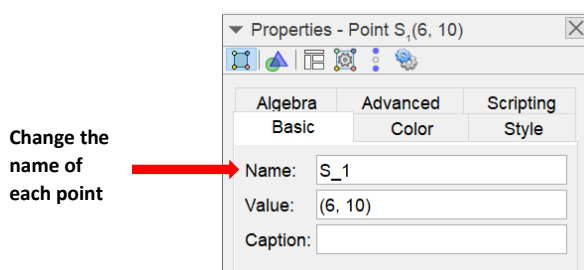 Properties - Point S₁(6, 10)
Algebra Advanced Scripting
Basic Color Style
Change the
name of
each point
Name: S_1
Value: (6, 10)
Caption: